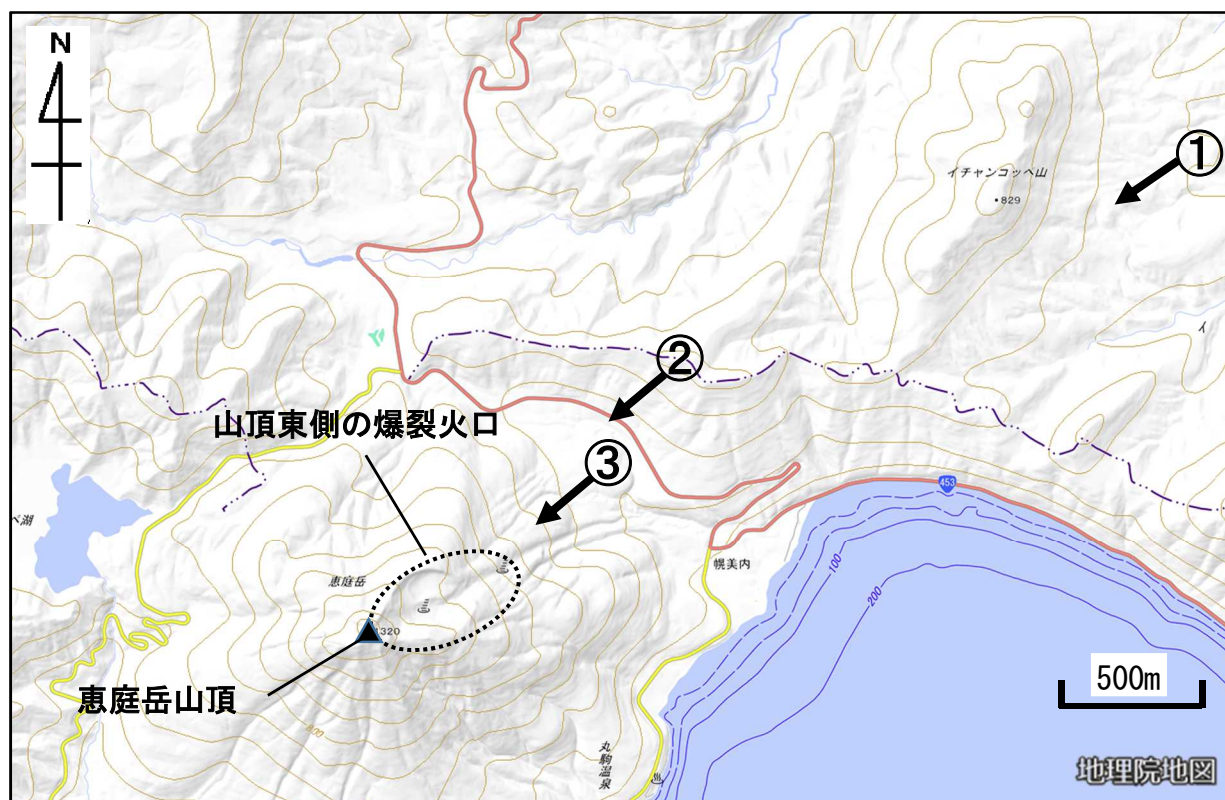 N
①
イチャンコッペ山
829
イ
②
山頂東側の爆裂火口
③
453
ペ湖
幌美内
100
200
恵庭岳
1320
恵庭岳山頂
800
丸駒温泉
500m
地理院地図